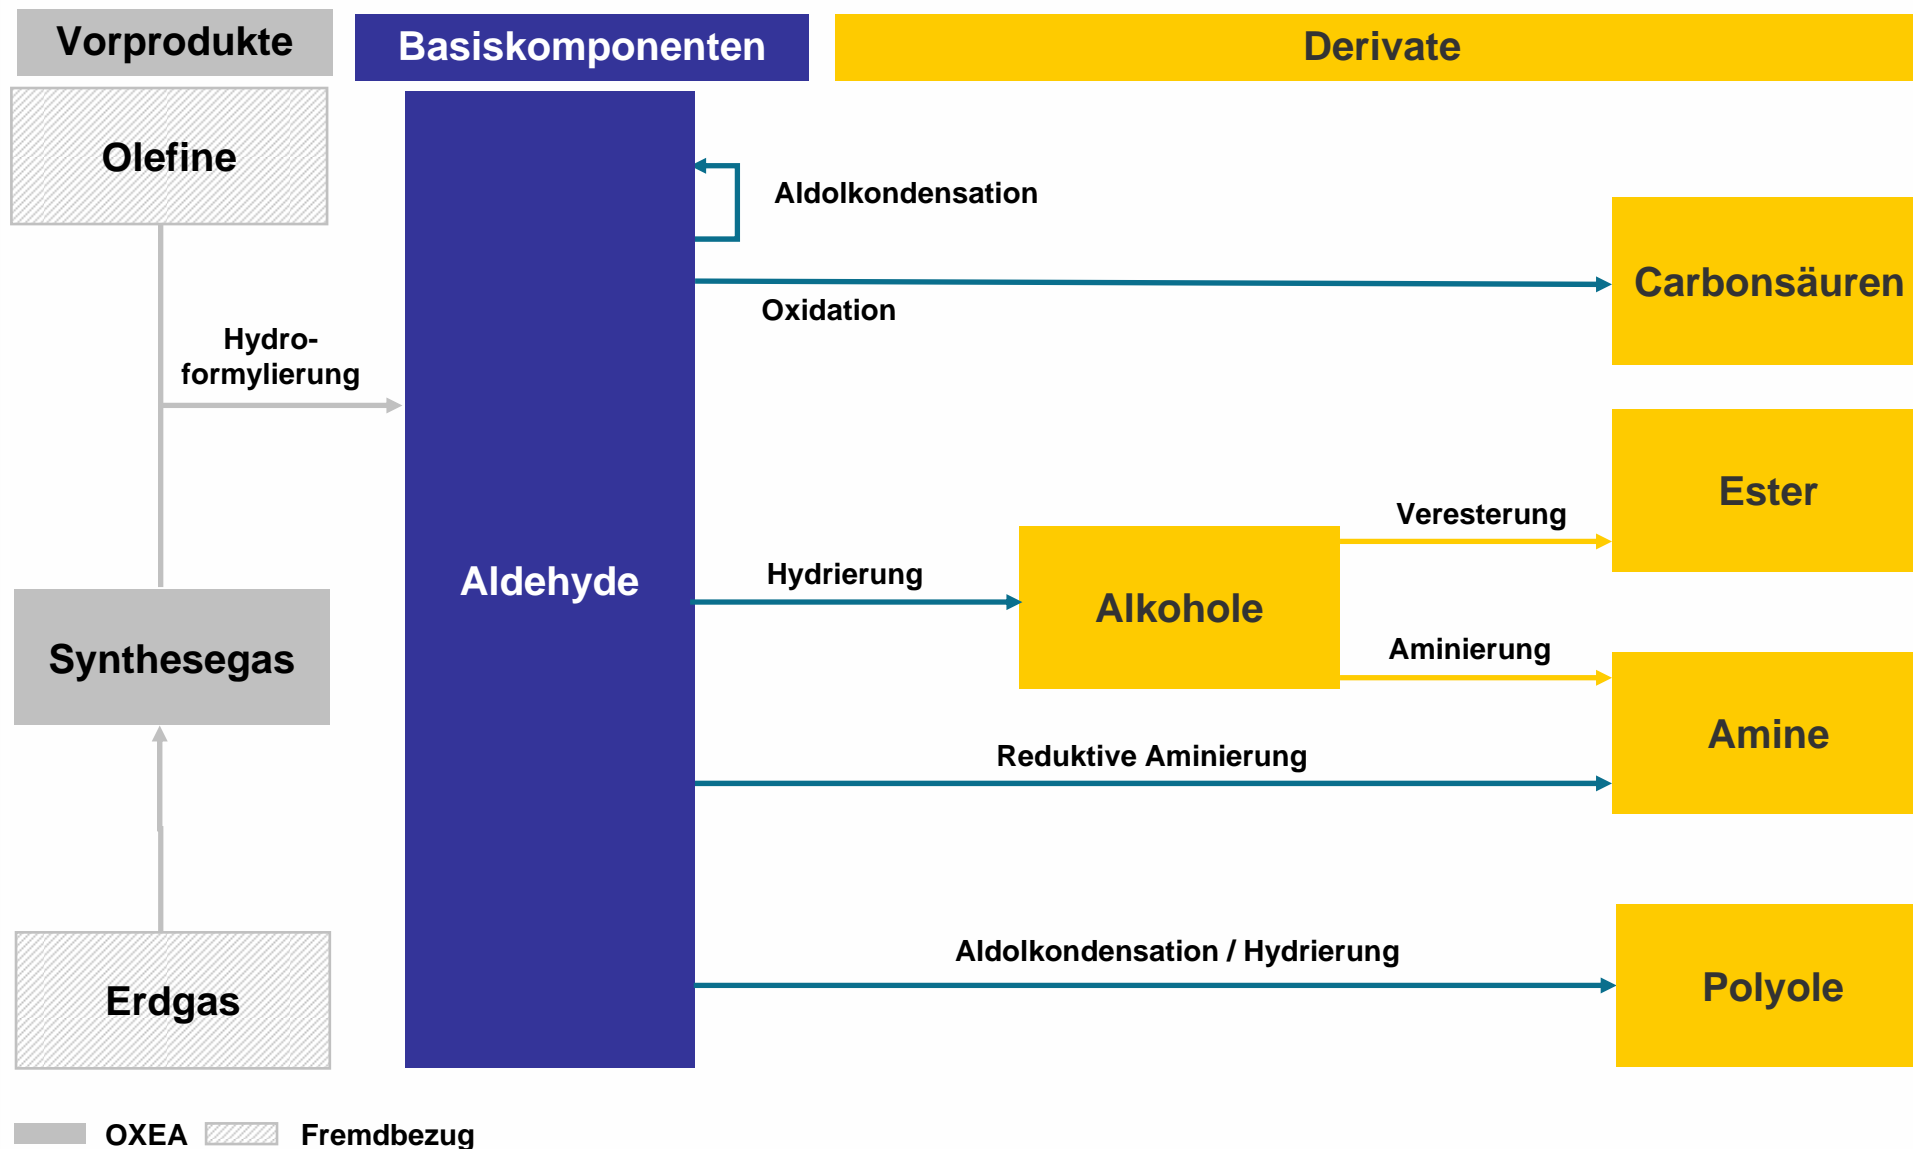 Vorprodukte
Basiskomponenten
Derivate
Olefine
Aldolkondensation
Carbonsäuren
Oxidation
Hydro-
formylierung
Ester
Veresterung
Hydrierung
Aldehyde
Alkohole
Synthesegas
Aminierung
Amine
Reduktive Aminierung
Aldolkondensation / Hydrierung
Polyole
Erdgas
OXEA
Fremdbezug